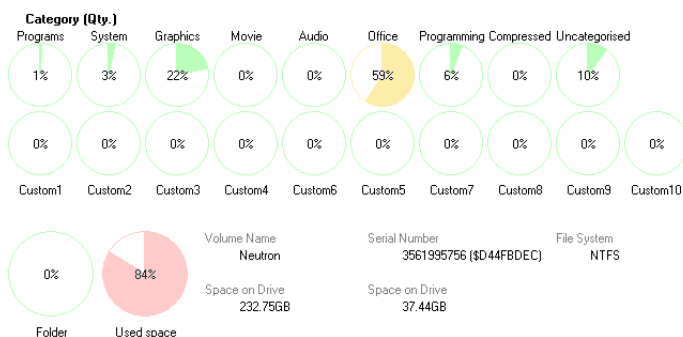 Category (Qty.)
Programs System Graphics Movie Audio Office Programming Compressed Uncategorised
1% 3% 22% 0% 0% 59% 6% 0% 10%
0% 0% 0% 0% 0% 0% 0% 0% 0% 0%
Custom1 Custom2 Custom3 Custom4 Custom6 Custom5 Custom7 Custom8 Custom9 Custom10
Volume Name Serial Number File System
Neutron 3561995756 ($D44FBDEC) NTFS
0% 84%
Space on Drive Space on Drive
232.75GB 37.44GB
Folder Used space